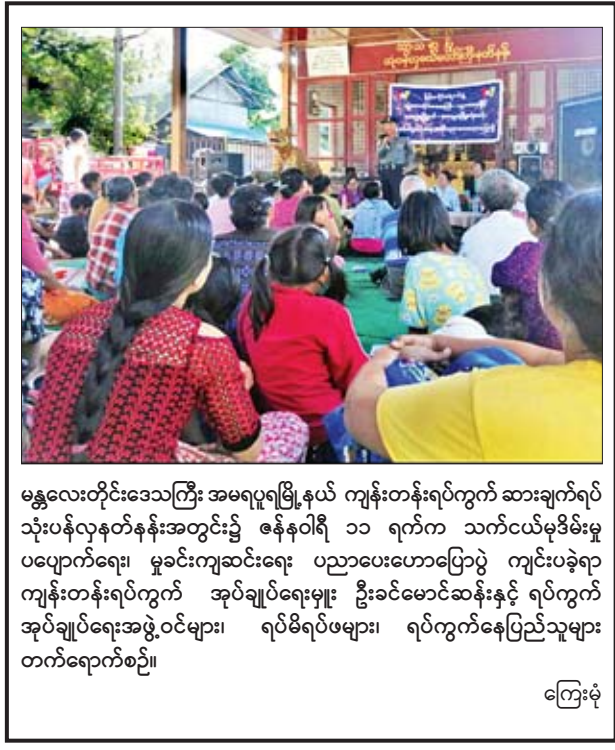 မန္တလေးတိုင်းဒေသကြီး အမရပူရမြို့နယ် ကျန်းတန်းရပ်ကွက် ဆားချက်ရပ်
သုံးပန်လှနတ်နန်းအတွင်း၌ ဇန်နဝါရီ ၁၁ ရက်က သက်ငယ်မုဒိမ်းမှု
ပပျောက်ရေး၊ မှုခင်းကျဆင်းရေး ပညာပေးဟောပြောပွဲ ကျင်းပခဲ့ရာ
ကျန်းတန်းရပ်ကွက် အုပ်ချုပ်ရေးမှူး ဦးခင်မောင်ဆန်းနှင့် ရပ်ကွက်
အုပ်ချုပ်ရေးအဖွဲ့ဝင်များ၊ ရပ်မိရပ်ဖများ၊ ရပ်ကွက်နေပြည်သူများ
တက်ရောက်စဉ်။
ကြေးမုံ